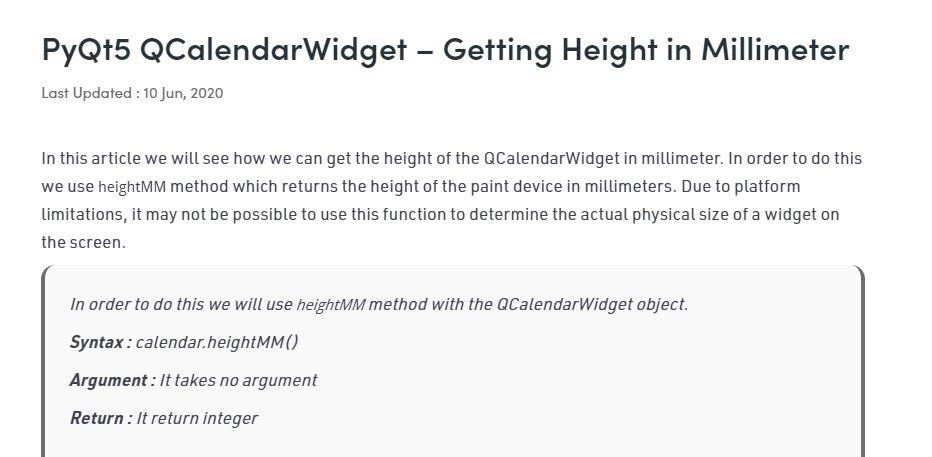 PyQt5 QCalendarWidget – Getting Height in Millimeter
Last Updated : 10 Jun, 2020
In this article we will see how we can get the height of the QCalendarWidget in millimeter. In order to do this
we use heightMM method which returns the height of the paint device in millimeters. Due to platform
limitations, it may not be possible to use this function to determine the actual physical size of a widget on
the screen.
In order to do this we will use heightMM method with the QCalendarWidget object.
Syntax : calendar.heightMM()
Argument : It takes no argument
Return : It return integer